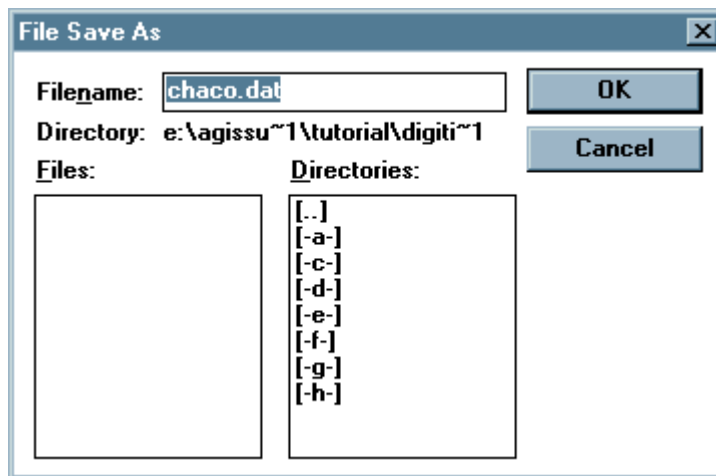 File Save As
Filename: chaco.dat OK
Directory: e:\agissu~1\tutorial\digiti~1
Cancel
Files: Directories:
[..]
[-a-]
[-c-]
[-d-]
[-e-]
[-f-]
[-g-]
[-h-]